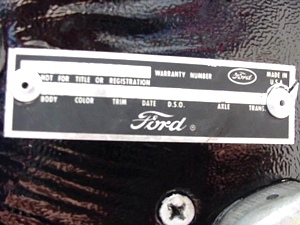 WARRANTY NUMBER Ford MADE IN U.S.A.
NOT FOR TITLE OR REGISTRATION
BODY COLOR TRIM DATE D.S.O. AXLE TRANS.
Ford ®